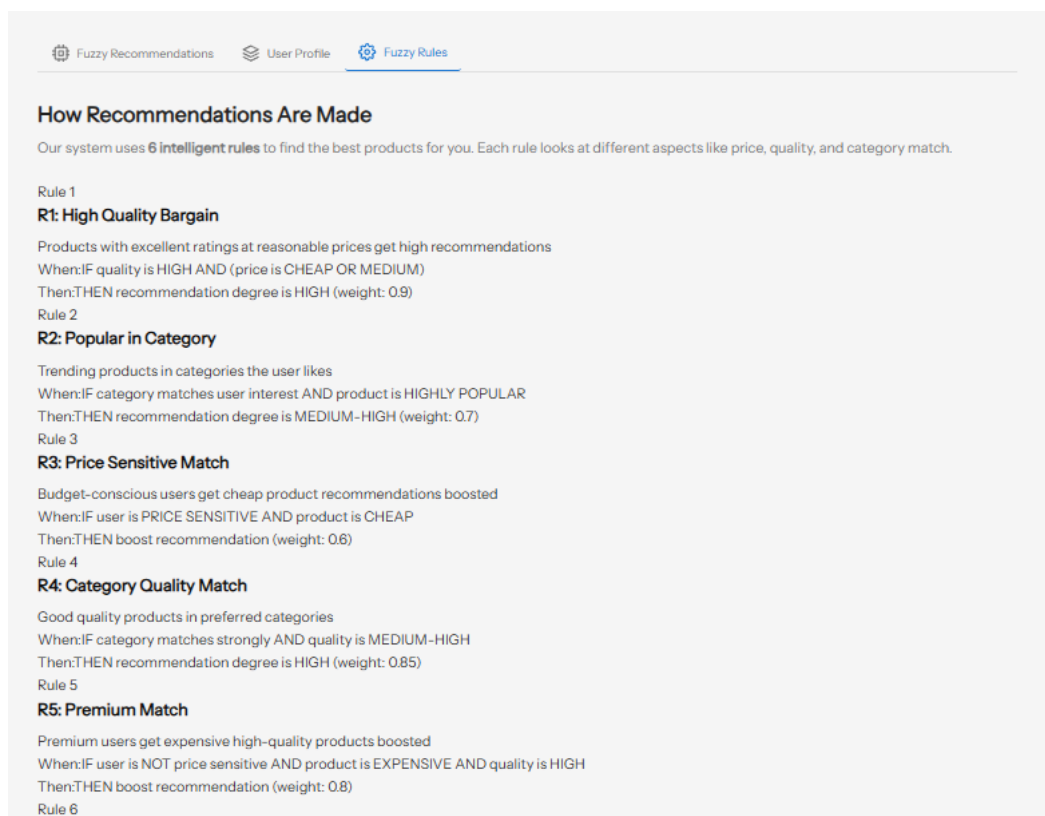 Fuzzy Recommendations User Profile Fuzzy Rules
How Recommendations Are Made
Our system uses 6 intelligent rules to find the best products for you. Each rule looks at different aspects like price, quality, and category match.
Rule 1
R1: High Quality Bargain
Products with excellent ratings at reasonable prices get high recommendations
When:IF quality is HIGH AND (price is CHEAP OR MEDIUM)
Then:THEN recommendation degree is HIGH (weight: 0.9)
Rule 2
R2: Popular in Category
Trending products in categories the user likes
When:IF category matches user interest AND product is HIGHLY POPULAR
Then:THEN recommendation degree is MEDIUM-HIGH (weight: 0.7)
Rule 3
R3: Price Sensitive Match
Budget-conscious users get cheap product recommendations boosted
When:IF user is PRICE SENSITIVE AND product is CHEAP
Then:THEN boost recommendation (weight: 0.6)
Rule 4
R4: Category Quality Match
Good quality products in preferred categories
When:IF category matches strongly AND quality is MEDIUM-HIGH
Then:THEN recommendation degree is HIGH (weight: 0.85)
Rule 5
R5: Premium Match
Premium users get expensive high-quality products boosted
When:IF user is NOT price sensitive AND product is EXPENSIVE AND quality is HIGH
Then:THEN boost recommendation (weight: 0.8)
Rule 6